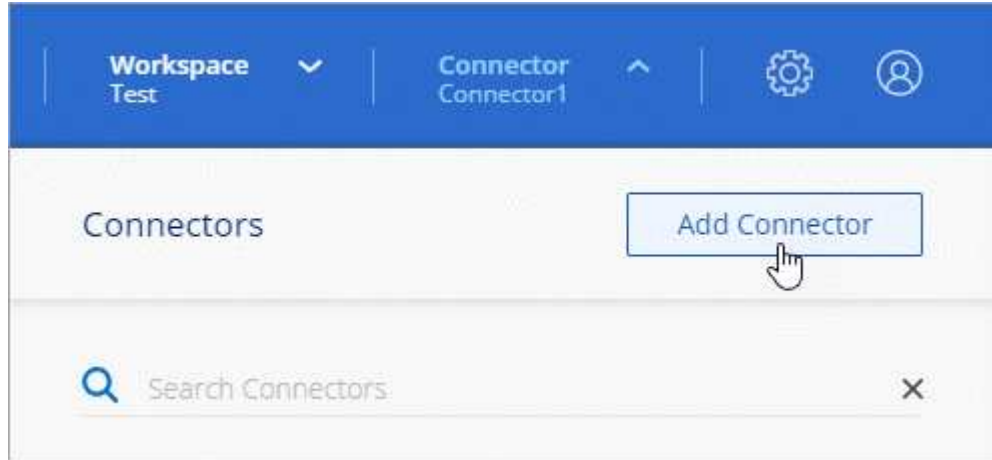 Workspace
Test
Connector
Connector1
Connectors
Add Connector
Search Connectors